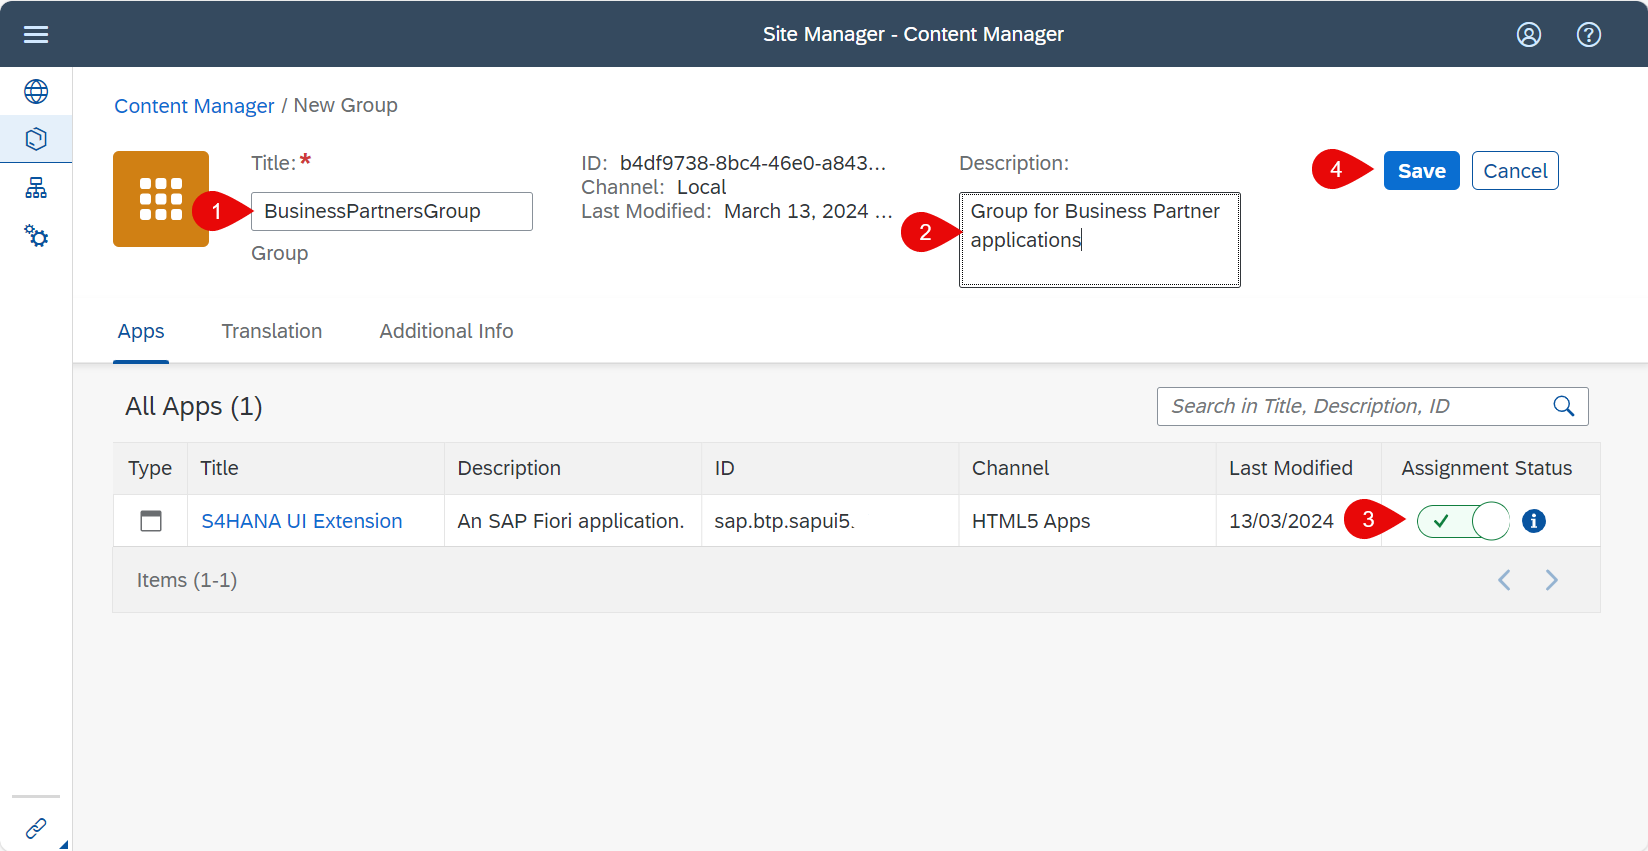 Site Manager - Content Manager
Content Manager / New Group
Title:*
ID: b4df9738-8bc4-46e0-a843...
Description:
4
Save
Cancel
Channel: Local
1
BusinessPartnersGroup
Last Modified: March 13, 2024 ...
2
Group for Business Partner
applications
Group
Apps
Translation
Additional Info
All Apps (1)
Search in Title, Description, ID
Type
Title
Description
ID
Channel
Last Modified
Assignment Status
S4HANA UI Extension
An SAP Fiori application.
sap.btp.sapui5.
HTML5 Apps
13/03/2024
3
Items (1-1)